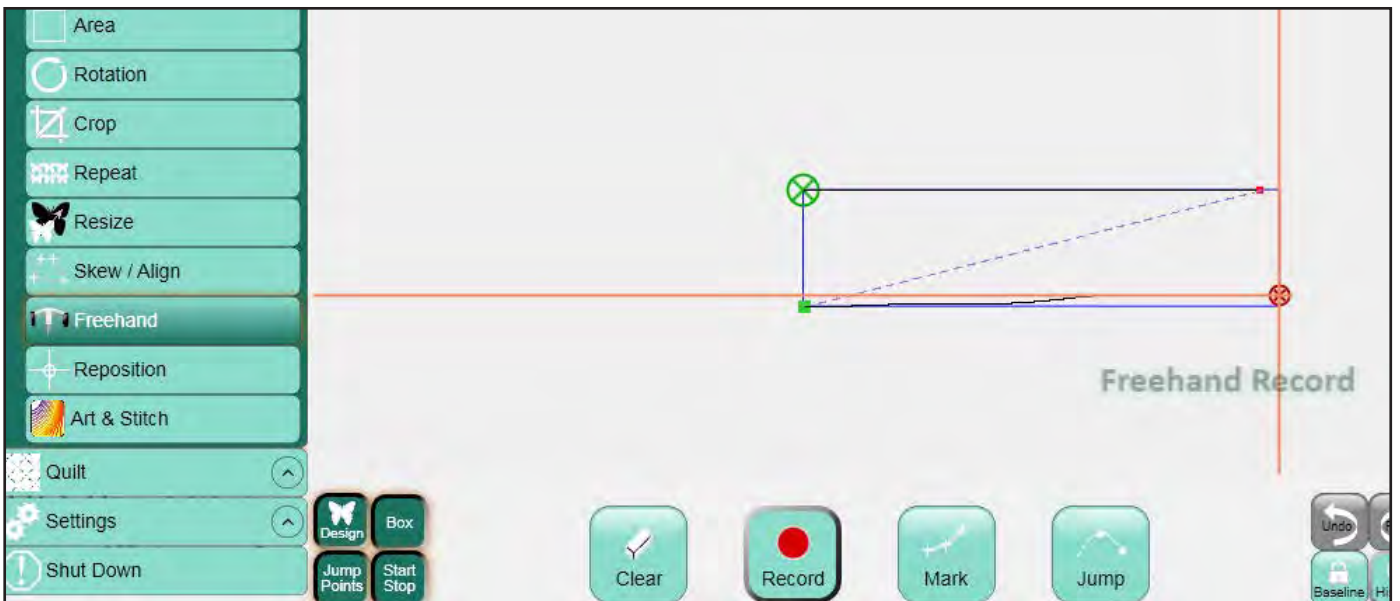 Area
Rotation
Crop
Repeat
Resize
Skew / Align
Freehand
Reposition
Art & Stitch
Quilt
Settings
Shut Down
Freehand Record
Design
Box
Jump Points
Start Stop
Clear
Record
Mark
Jump
Undo
Baseline